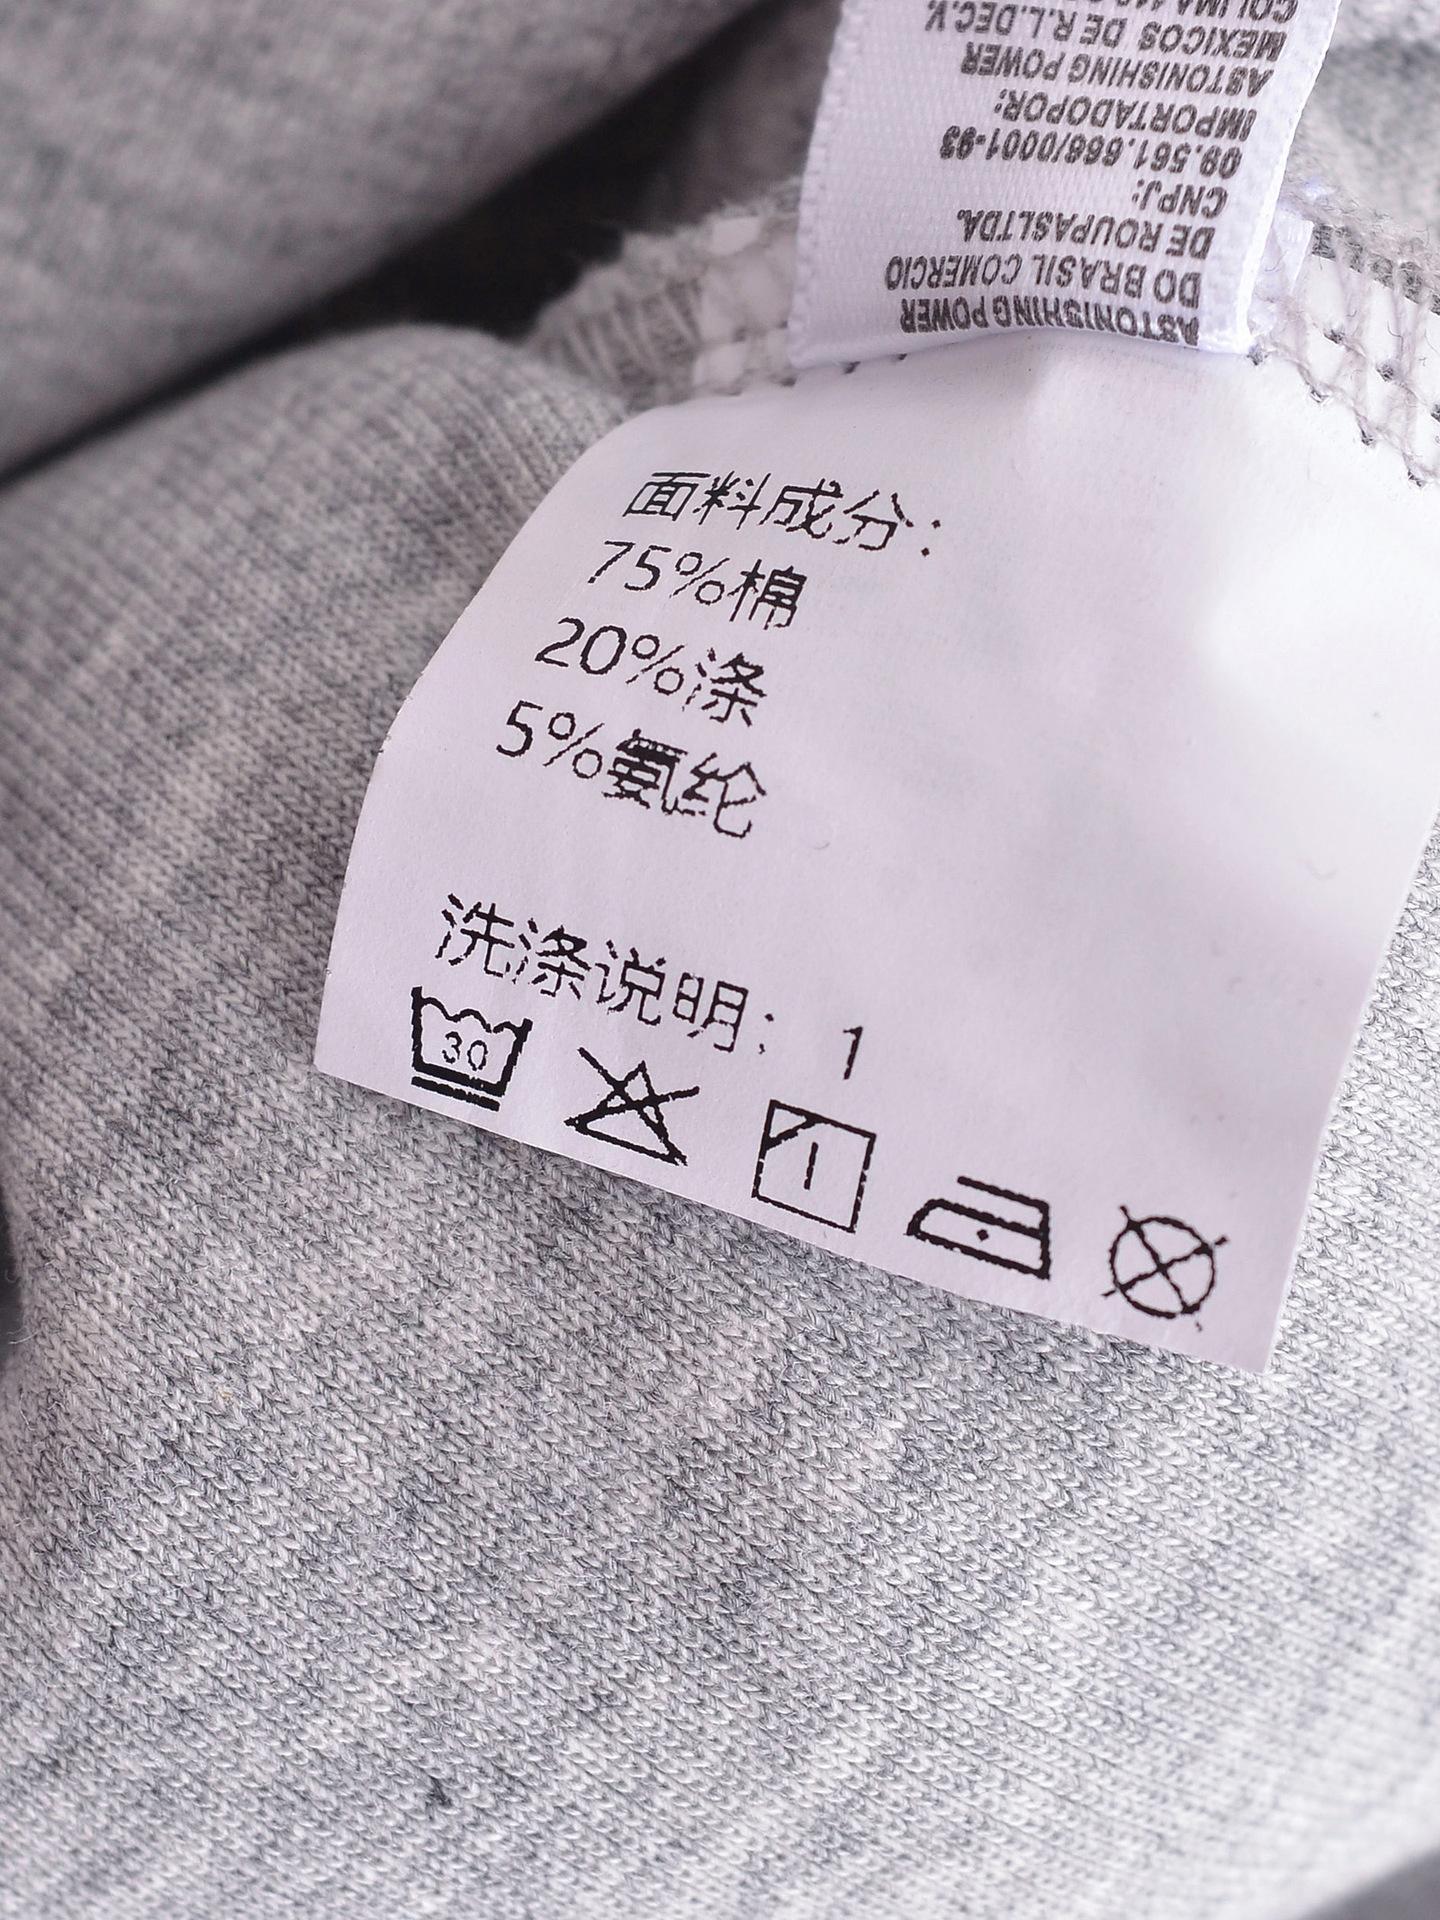 面料成分：
75%棉
20%涤
5%氨纶
洗涤说明： 1
30
ASTONISHING POWER
DO BRASIL COMERCIO
DE ROUPASLTDA.
CNPJ:
09.561.666/0001-93
IMPORTADOPOR:
ASTONISHING POWER
MEXICOS DE R.L.DEC.V.